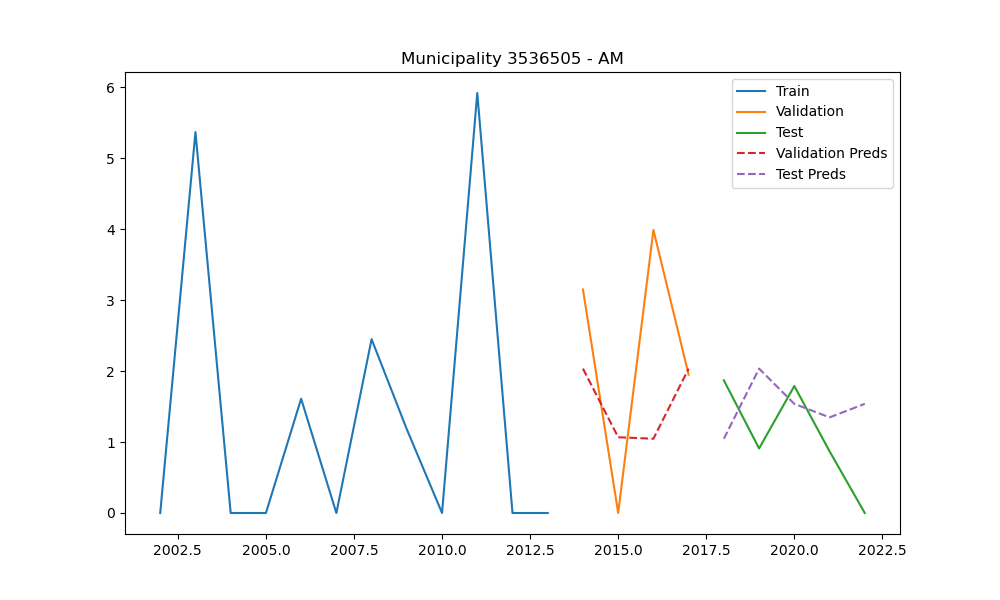 Municipality 3536505 - AM
Train
Validation
Test
Validation Preds
Test Preds
6
5
4
3
2
1
0
2002.5 2005.0 2007.5 2010.0 2012.5 2015.0 2017.5 2020.0 2022.5